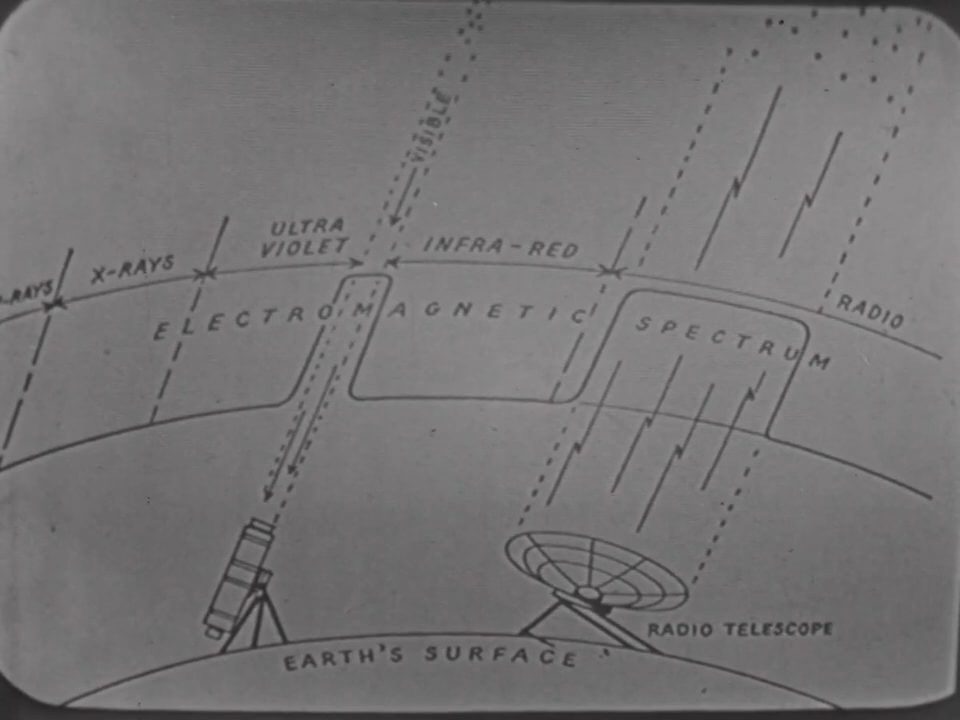 VISIBLE
ULTRA
VIOLET
INFRA-RED
X-RAYS
-RAYS
RADIO
ELECTROMAGNETIC SPECTRUM
RADIO TELESCOPE
EARTH'S SURFACE